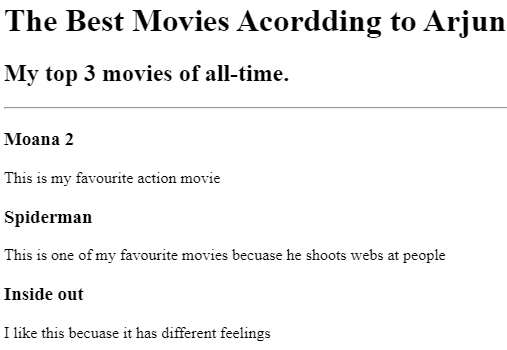 The Best Movies Acordding to Arjun
My top 3 movies of all-time.
Moana 2
This is my favourite action movie
Spiderman
This is one of my favourite movies becuase he shoots webs at people
Inside out
I like this becuase it has different feelings